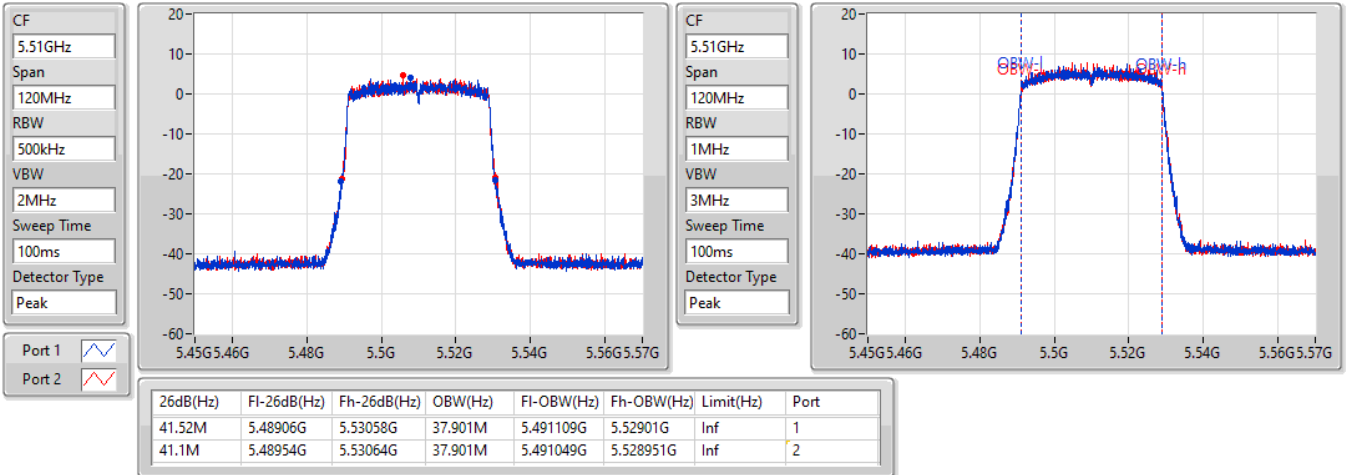 CF
5.51GHz
Span
120MHz
RBW
500kHz
VBW
2MHz
Sweep Time
100ms
Detector Type
Peak
Port 1
Port 2
20
10
0
-10
-20
-30
-40
-50
-60
5.45G 5.46G 5.48G 5.5G 5.52G 5.54G 5.56G 5.57G
CF
5.51GHz
Span
120MHz
RBW
1MHz
VBW
3MHz
Sweep Time
100ms
Detector Type
Peak
20
10
0
-10
-20
-30
-40
-50
-60
OBW-l OBW-h
OBW-l OBW-h
5.45G 5.46G 5.48G 5.5G 5.52G 5.54G 5.56G 5.57G
26dB(Hz) Fl-26dB(Hz) Fh-26dB(Hz) OBW(Hz) Fl-OBW(Hz) Fh-OBW(Hz) Limit(Hz) Port
41.52M 5.48906G 5.53058G 37.901M 5.491109G 5.52901G Inf 1
41.1M 5.48954G 5.53064G 37.901M 5.491049G 5.528951G Inf 2